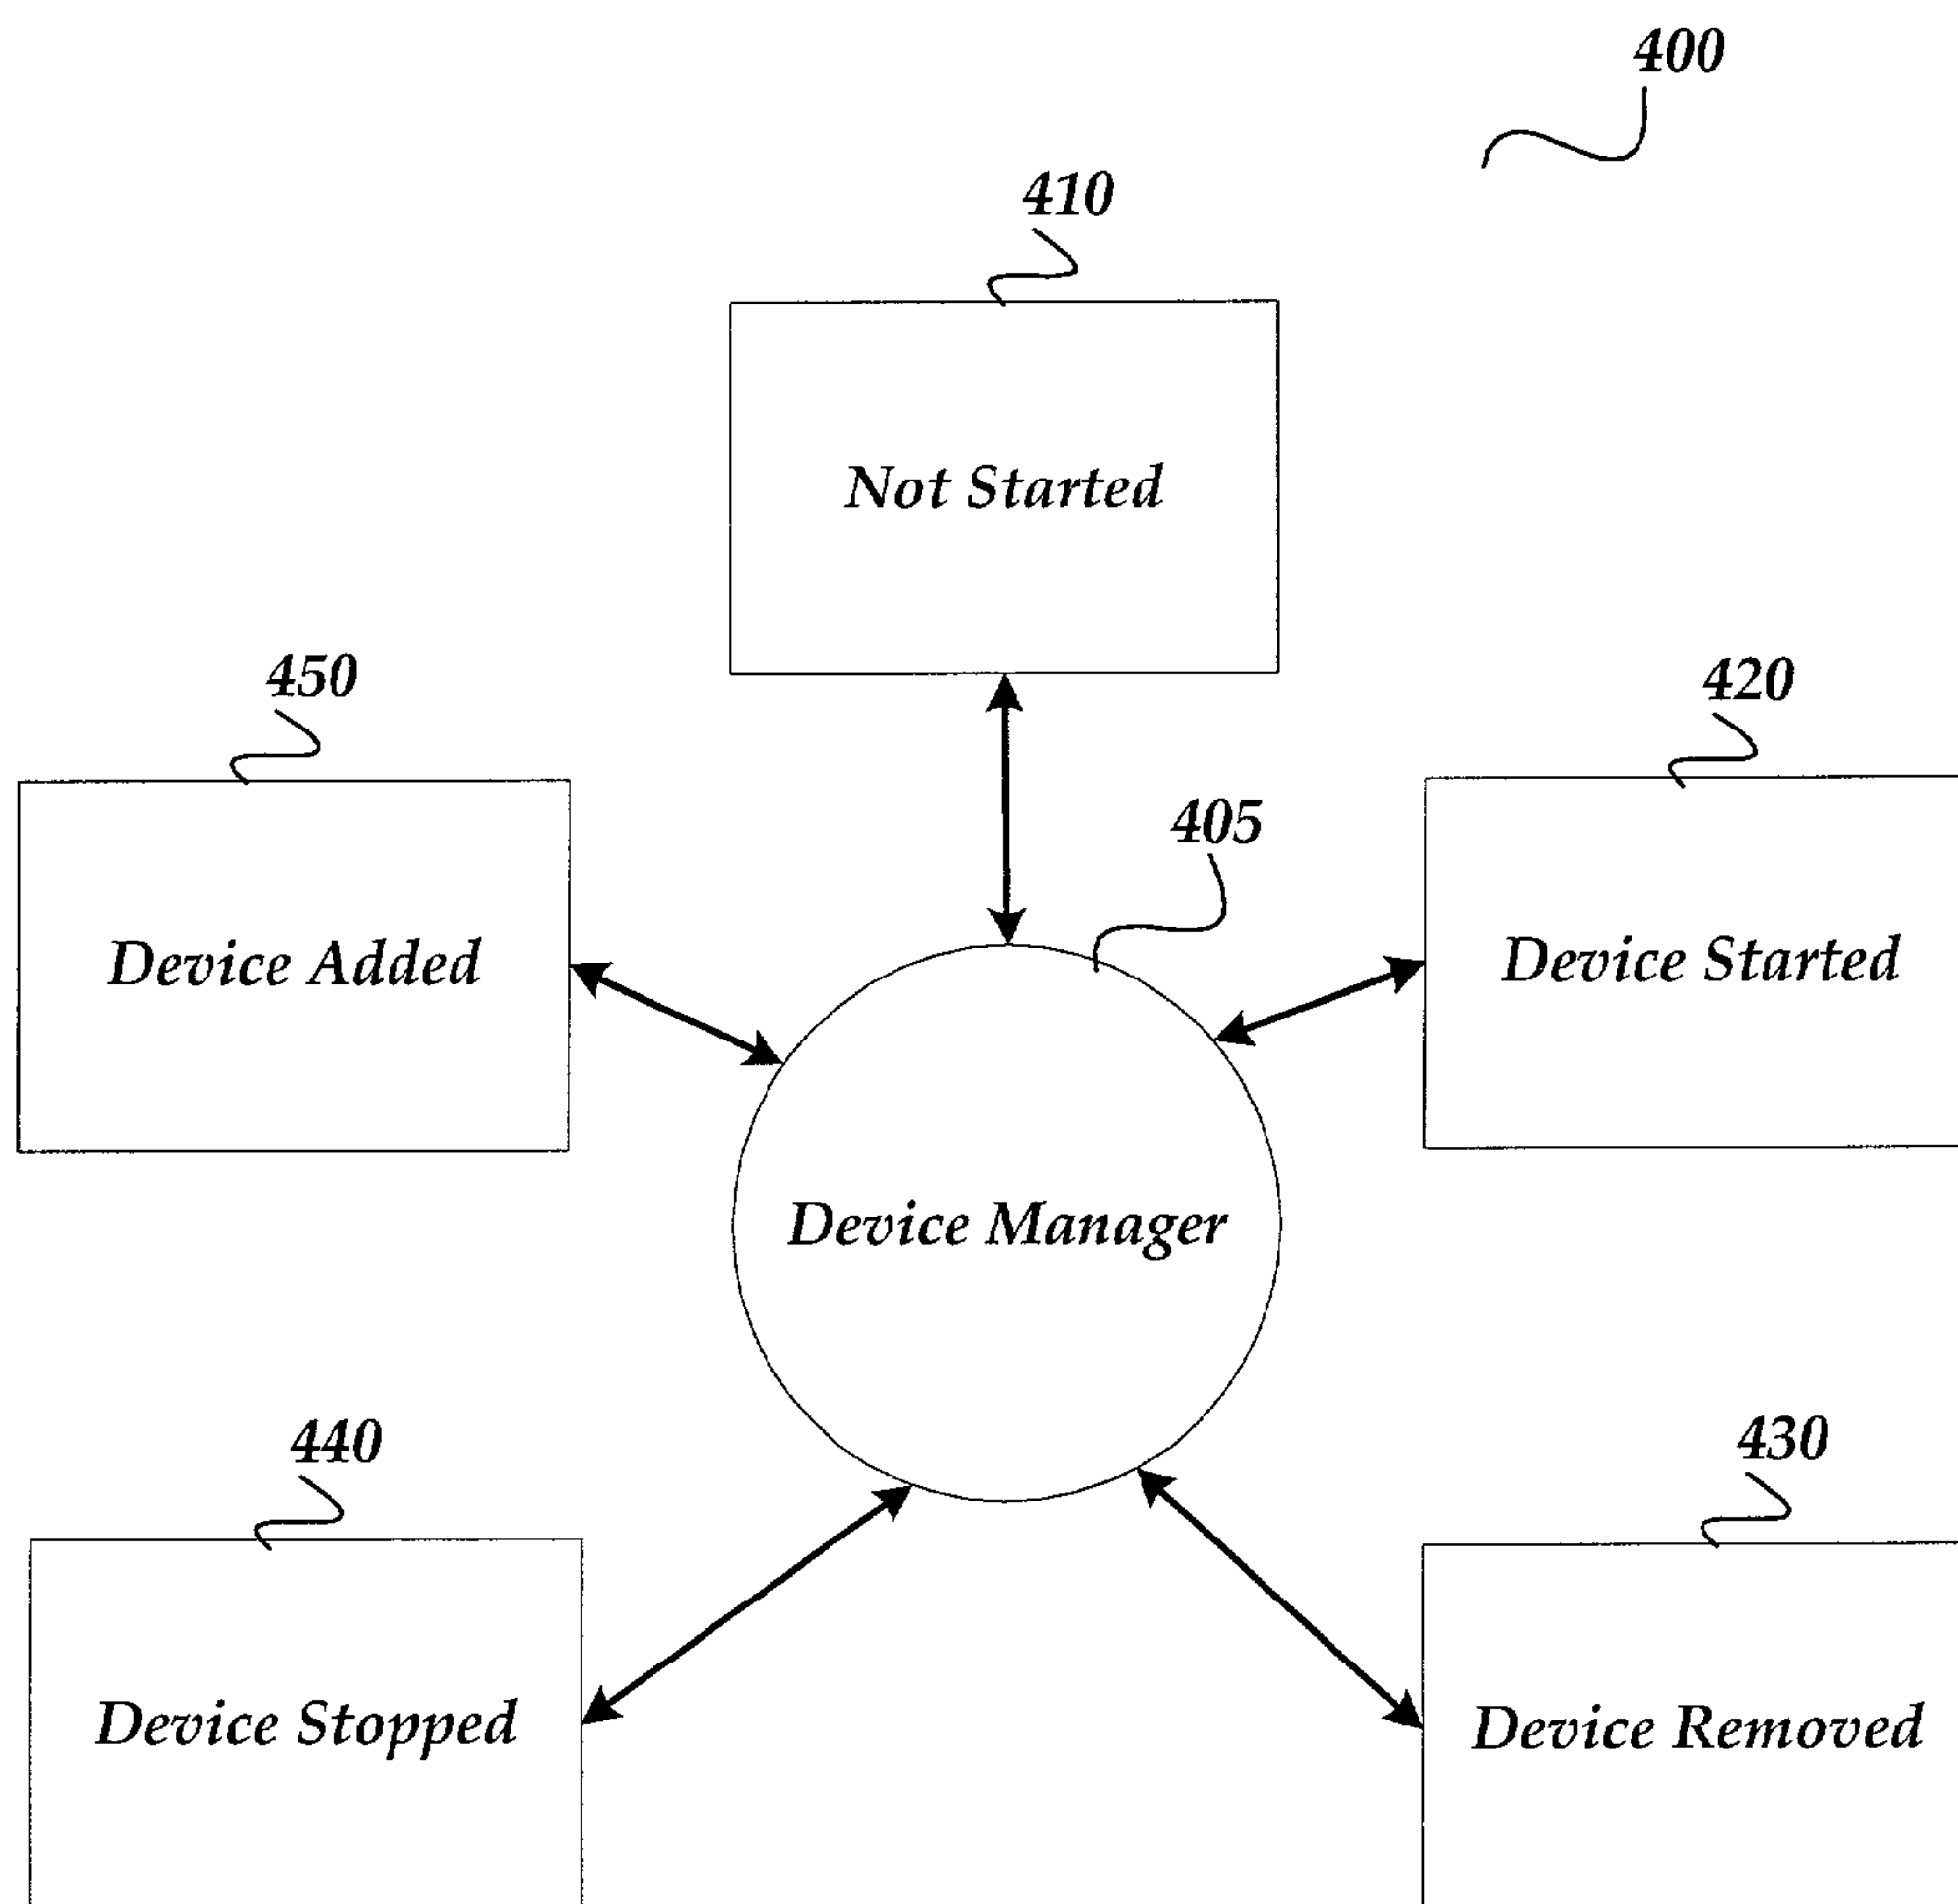 400
410
Not Started
450
420
405
Device Added
Device Started
Device Manager
440
430
Device Stopped
Device Removed